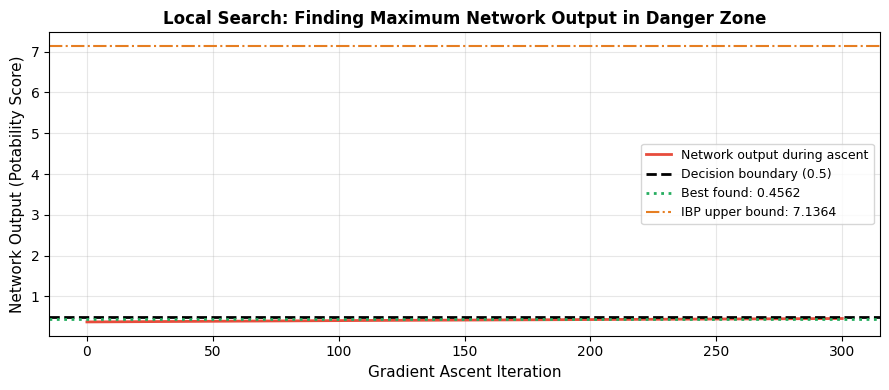 Local Search: Finding Maximum Network Output in Danger Zone
Network Output (Potability Score)
7
6
5
4
3
2
1
Network output during ascent
Decision boundary (0.5)
Best found: 0.4562
IBP upper bound: 7.1364
0 50 100 150 200 250 300
Gradient Ascent Iteration